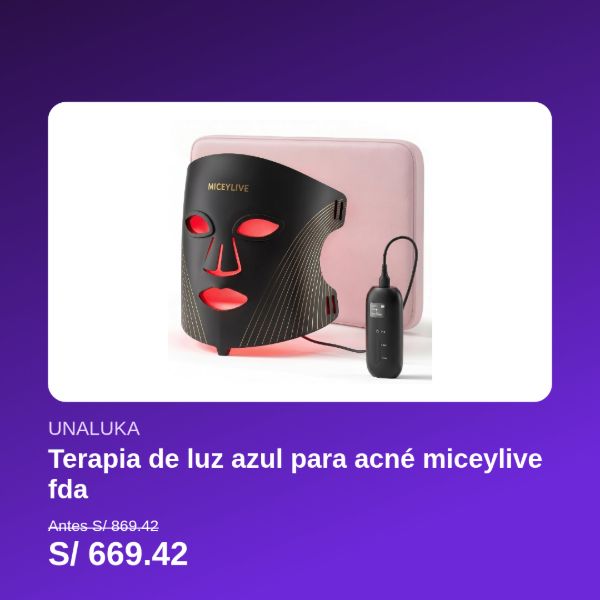 MICEYLIVE
UNALUKA
Terapia de luz azul para acné miceylive
fda
Antes S/ 869.42
S/ 669.42